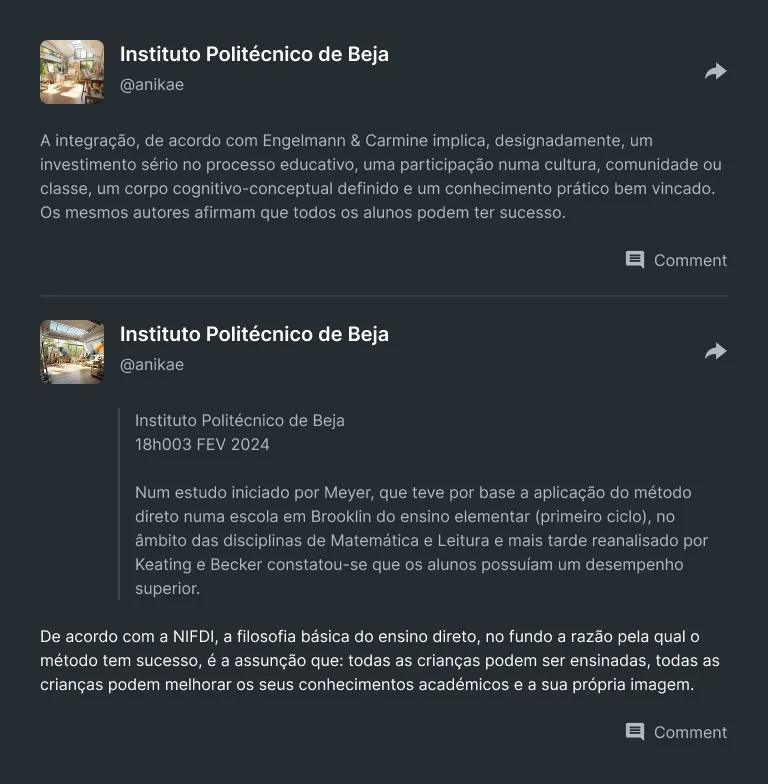 Instituto Politécnico de Beja
@anikae
A integração, de acordo com Engelmann & Carmine implica, designadamente, um
investimento sério no processo educativo, uma participação numa cultura, comunidade ou
classe, um corpo cognitivo-conceptual definido e um conhecimento prático bem vincado.
Os mesmos autores afirmam que todos os alunos podem ter sucesso.
Comment
Instituto Politécnico de Beja
@anikae
Instituto Politécnico de Beja
18h003 FEV 2024
Num estudo iniciado por Meyer, que teve por base a aplicação do método
direto numa escola em Brooklin do ensino elementar (primeiro ciclo), no
âmbito das disciplinas de Matemática e Leitura e mais tarde reanalisado por
Keating e Becker constatou-se que os alunos possuíam um desempenho
superior.
De acordo com a NIFDI, a filosofia básica do ensino direto, no fundo a razão pela qual o
método tem sucesso, é a assunção que: todas as crianças podem ser ensinadas, todas as
crianças podem melhorar os seus conhecimentos académicos e a sua própria imagem.
Comment